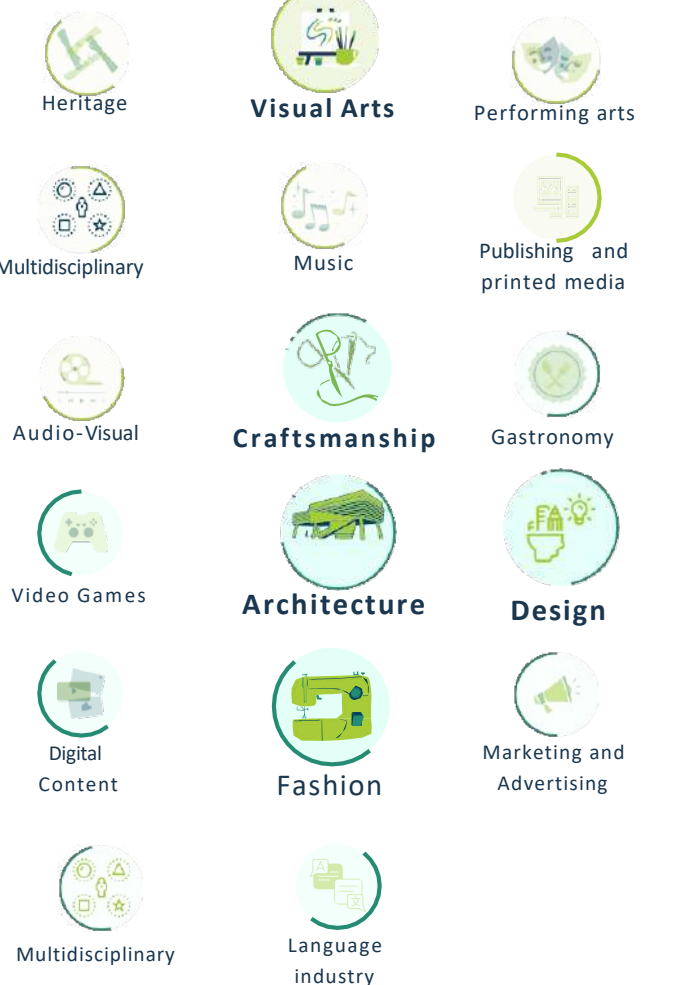 Heritage
Visual Arts
Performing arts
Multidisciplinary
Music
Publishing and
printed media
Audio-Visual
Craftsmanship
Gastronomy
Video Games
Architecture
Design
Digital
Content
Fashion
Marketing and
Advertising
Multidisciplinary
Language
industry